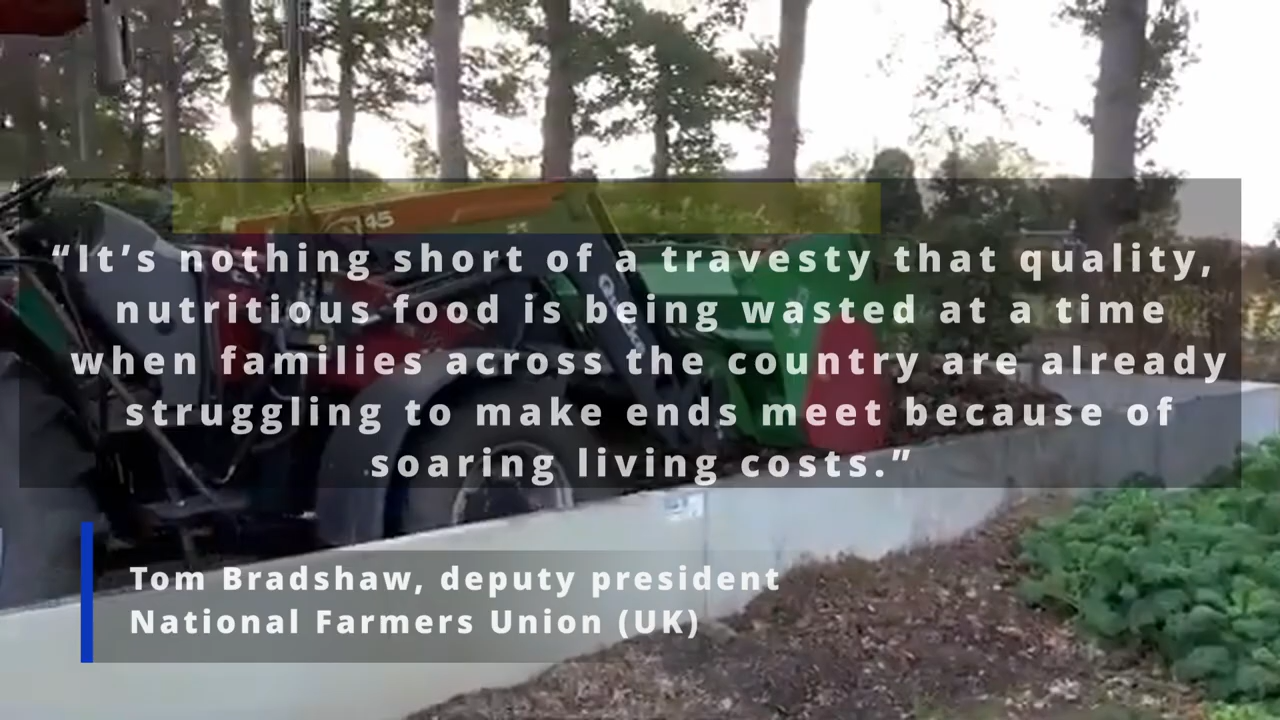 “It’s nothing short of a travesty that quality,
nutritious food is being wasted at a time
when families across the country are already
struggling to make ends meet because of
soaring living costs.”
Tom Bradshaw, deputy president
National Farmers Union (UK)